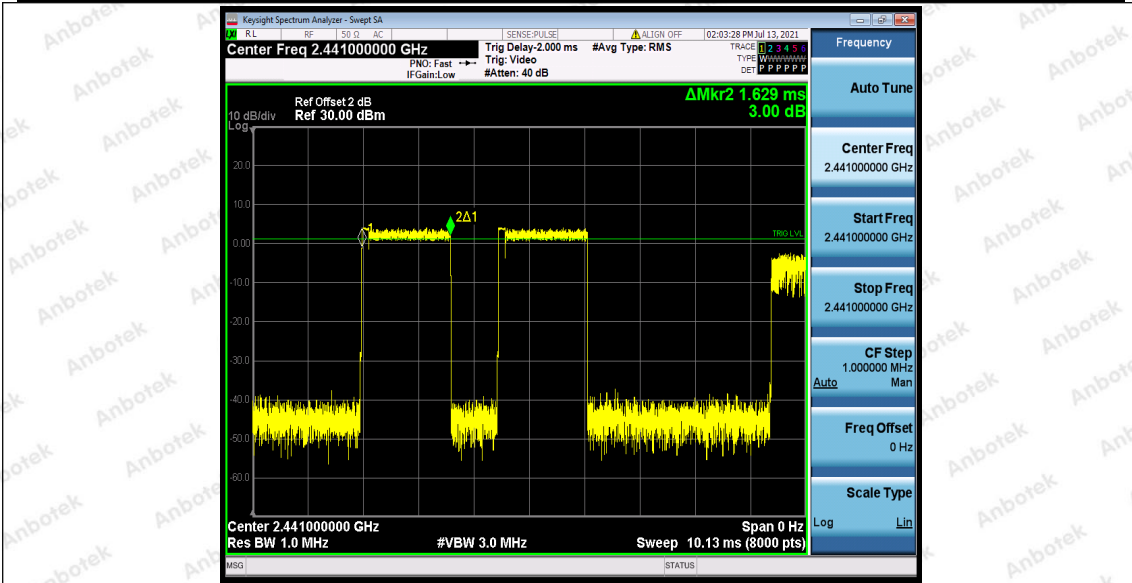 Keysight Spectrum Analyzer - Swept SA
LXI RL RF 50 Ω AC SENSE:PULSE ALIGN OFF 02:03:28 PM Jul 13, 2021
Center Freq 2.441000000 GHz
PNO: Fast
IFGain:Low
Trig Delay-2.000 ms #Avg Type: RMS
Trig: Video
#Atten: 40 dB
TRACE 1 2 3 4 5 6
TYPE WWWWWW
DET P P P P P P
ΔMkr2 1.629 ms
3.00 dB
Ref Offset 2 dB
10 dB/div Ref 30.00 dBm
Log
20.0
10.0
0.00
-10.0
-20.0
-30.0
-40.0
-50.0
-60.0
1
2Δ1
TRIG LVL
Center 2.441000000 GHz Span 0 Hz
Res BW 1.0 MHz #VBW 3.0 MHz Sweep 10.13 ms (8000 pts)
MSG STATUS
Frequency
Auto Tune
Center Freq
2.441000000 GHz
Start Freq
2.441000000 GHz
Stop Freq
2.441000000 GHz
CF Step
1.000000 MHz
Auto Man
Freq Offset
0 Hz
Scale Type
Log Lin
Anbotek